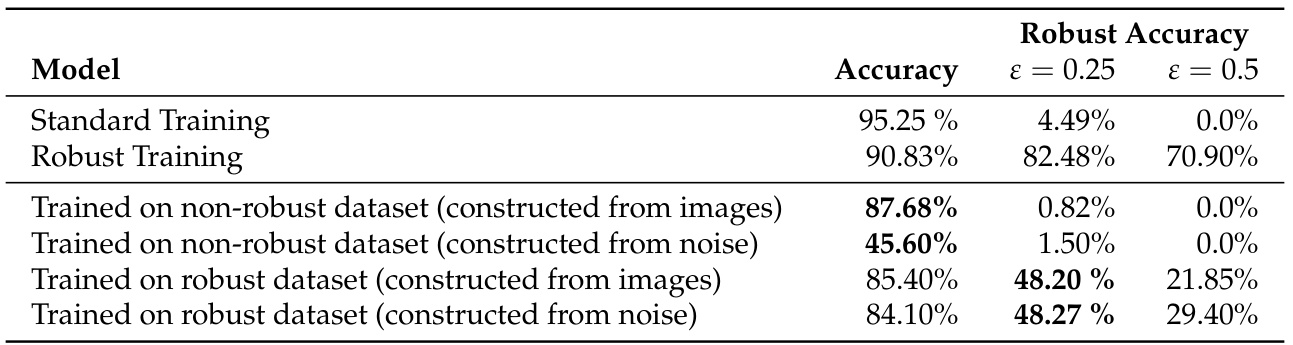 Robust Accuracy
Model Accuracy ε = 0.25 ε = 0.5
Standard Training 95.25 % 4.49% 0.0%
Robust Training 90.83% 82.48% 70.90%
Trained on non-robust dataset (constructed from images) 87.68% 0.82% 0.0%
Trained on non-robust dataset (constructed from noise) 45.60% 1.50% 0.0%
Trained on robust dataset (constructed from images) 85.40% 48.20 % 21.85%
Trained on robust dataset (constructed from noise) 84.10% 48.27 % 29.40%